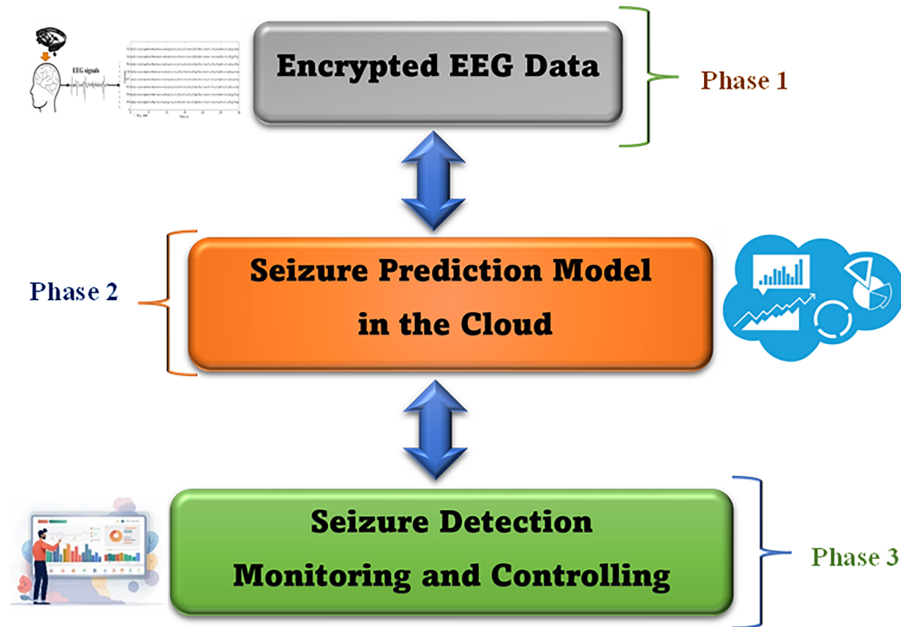 EEG signals
Encrypted EEG Data
Phase 1
Phase 2
Seizure Prediction Model
in the Cloud
Seizure Detection
Monitoring and Controlling
Phase 3